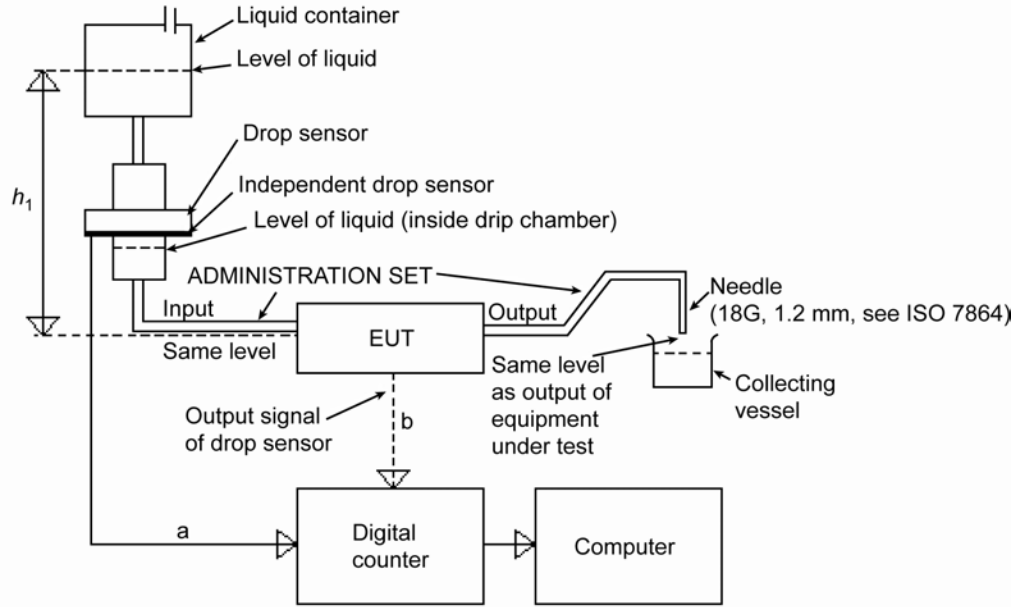 Liquid container
Level of liquid
Drop sensor
h1
Independent drop sensor
Level of liquid (inside drip chamber)
ADMINISTRATION SET
Input
Output
Needle
(18G, 1.2 mm, see ISO 7864)
EUT
Same level
Same level
as output of
equipment
under test
Collecting
vessel
Output signal
of drop sensor
b
a
Digital
counter
Computer